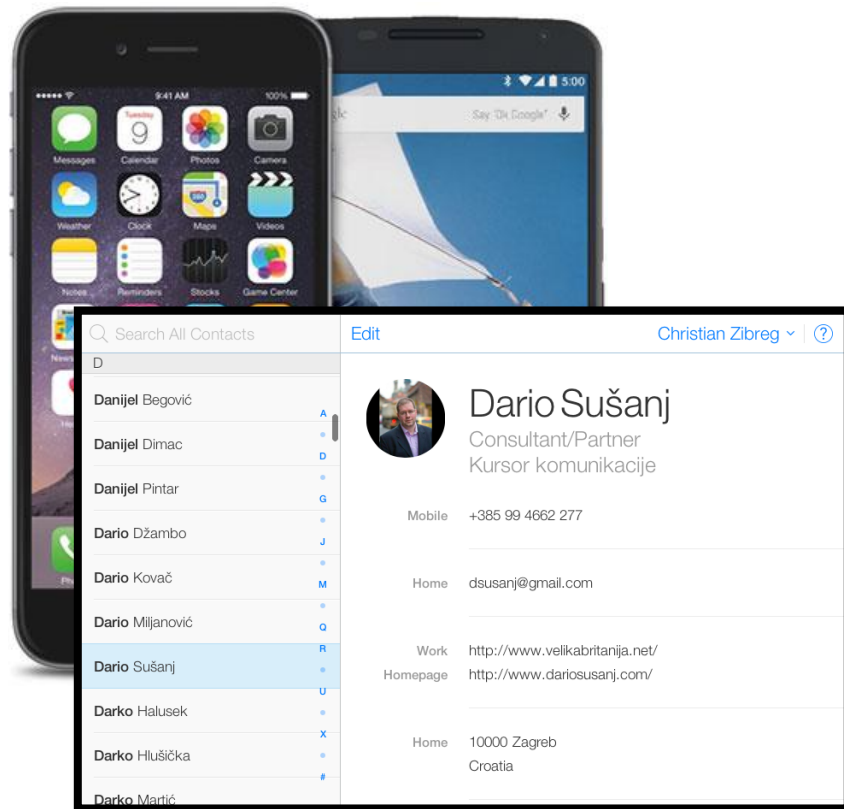 9:41 AM
100%
Messages
Tuesday
9
Calendar
Photos
Camera
Weather
Clock
280
Maps
Videos
Notes
Reminders
Stocks
Game Center
News
5:00
Say "Ok Google"
Search All Contacts
D
Danijel Begović
Danijel Dimac
Danijel Pintar
Dario Džambo
Dario Kovač
Dario Miljanović
Dario Sušanj
Darko Halusek
Darko Hlušička
Darko Martić
A
D
G
J
M
Q
R
U
X
#
Edit
Christian Zibreg
?
Dario Sušanj
Consultant/Partner
Kursor komunikacije
Mobile +385 99 4662 277
Home dsusanj@gmail.com
Work http://www.velikabritanija.net/
Homepage http://www.dariosusanj.com/
Home 10000 Zagreb
Croatia